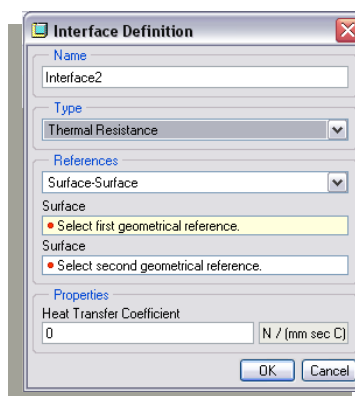 Interface Definition
Name
Interface2
Type
Thermal Resistance
References
Surface-Surface
Surface
Select first geometrical reference.
Surface
Select second geometrical reference.
Properties
Heat Transfer Coefficient
0 N / (mm sec C)
OK Cancel